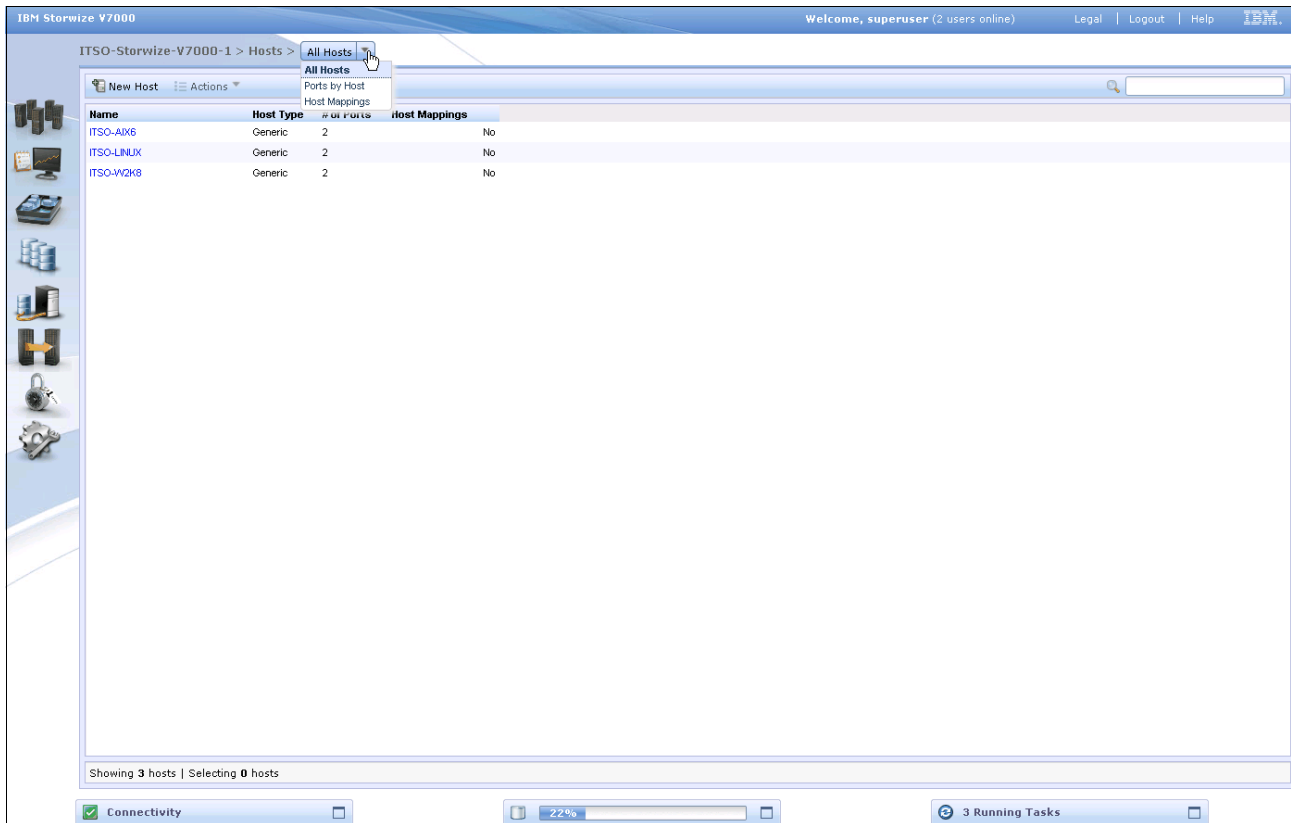 IBM Storwize V7000
Welcome, superuser (2 users online) Legal | Logout | Help IBM.
ITSO-Storwize-V7000-1 > Hosts > All Hosts
All Hosts
Ports by Host
Host Mappings
New Host Actions
Name Host Type # of Ports Host Mappings
ITSO-AIX6 Generic 2 No
ITSO-LINUX Generic 2 No
ITSO-W2K8 Generic 2 No
Showing 3 hosts | Selecting 0 hosts
Connectivity 22% 3 Running Tasks